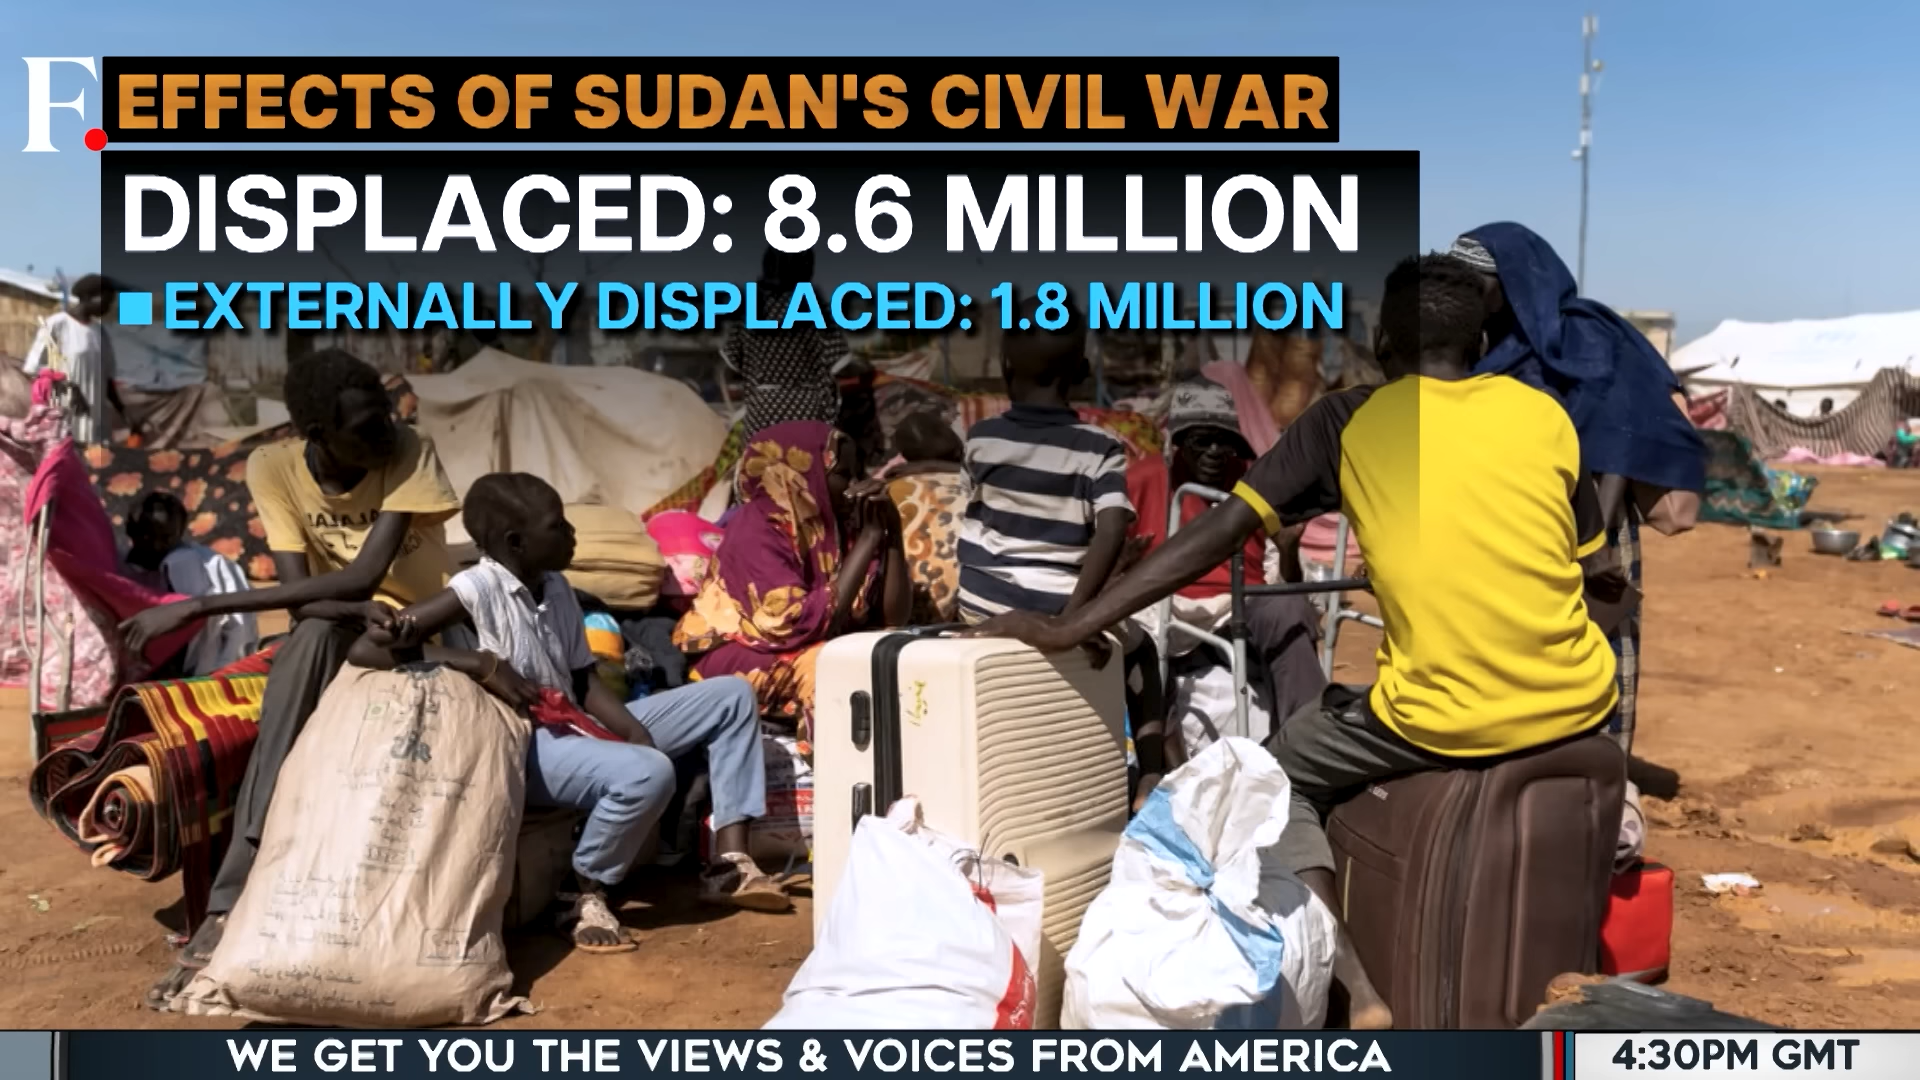 F.
EFFECTS OF SUDAN'S CIVIL WAR
DISPLACED: 8.6 MILLION
EXTERNALLY DISPLACED: 1.8 MILLION
WE GET YOU THE VIEWS & VOICES FROM AMERICA
4:30PM GMT